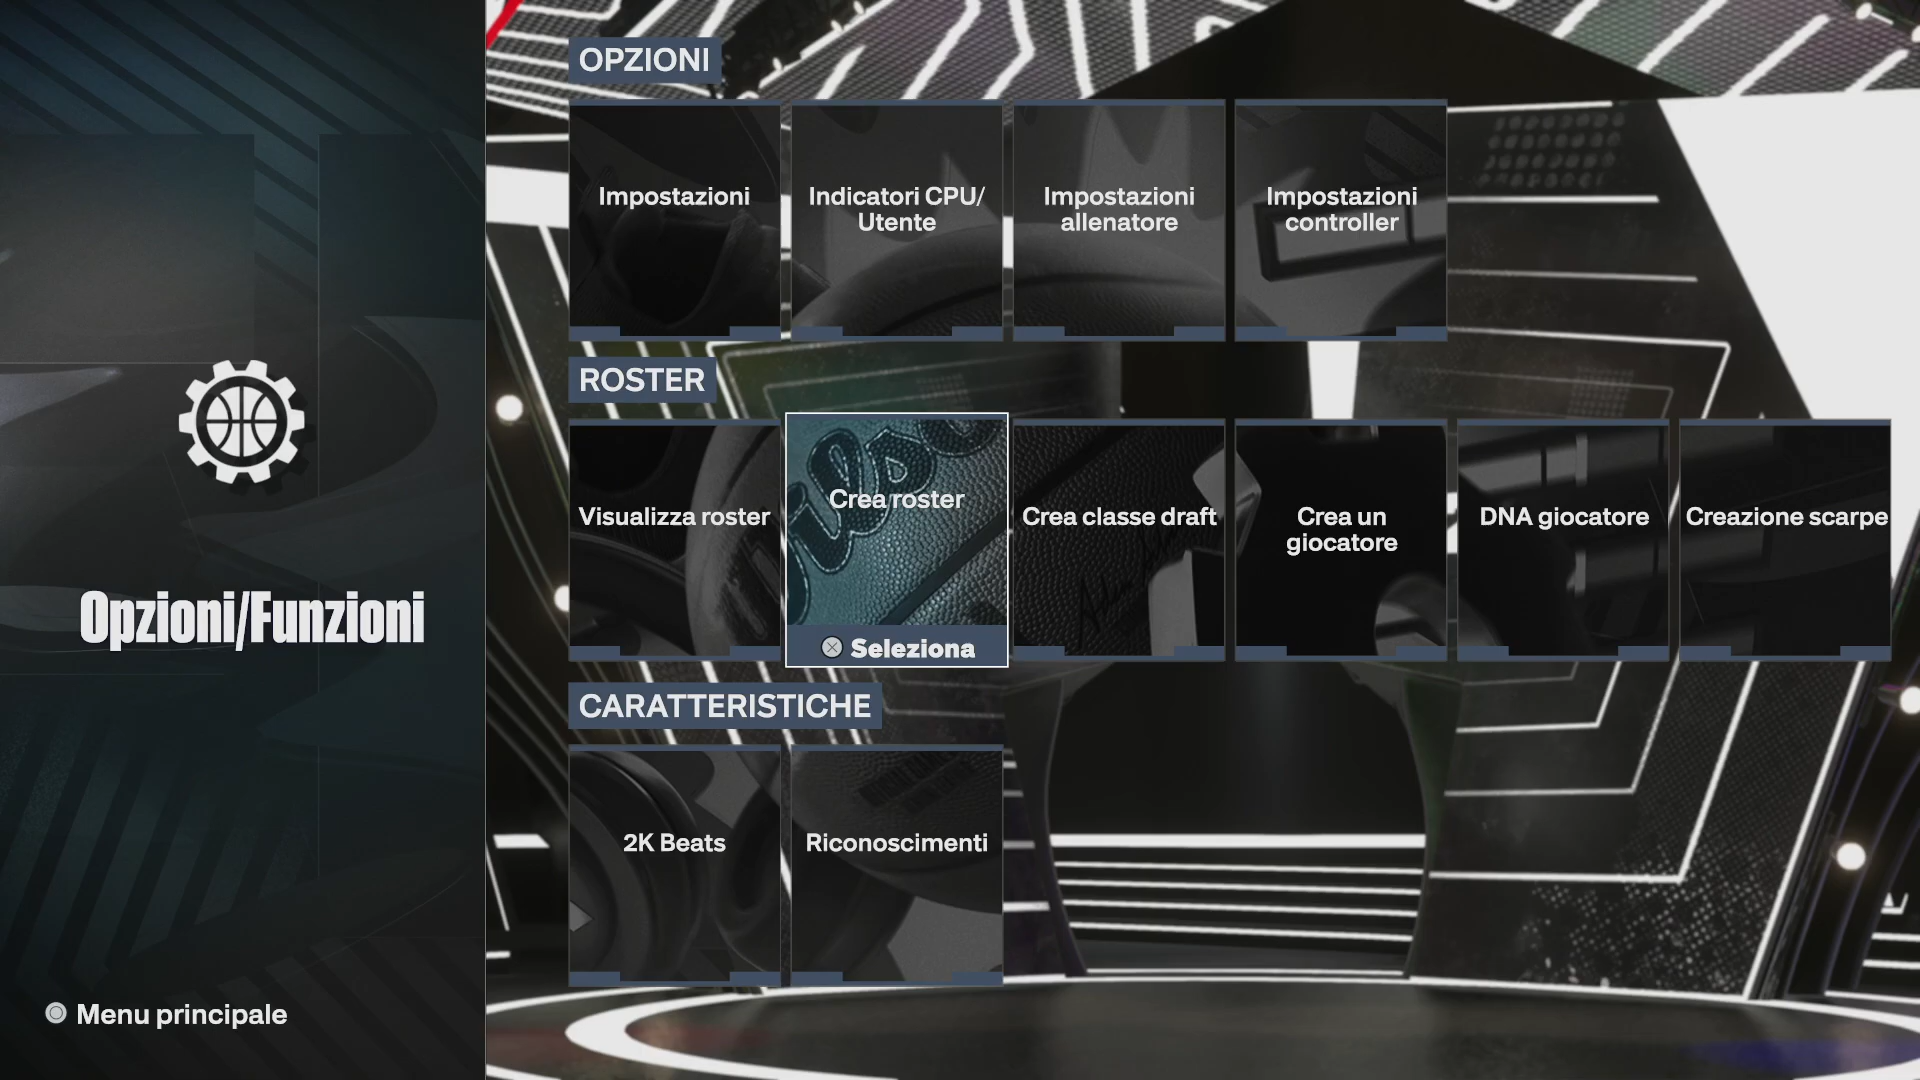 Opzioni/Funzioni
Menu principale
OPZIONI
Impostazioni
Indicatori CPU/
Utente
Impostazioni
allenatore
Impostazioni
controller
ROSTER
Visualizza roster
Crea roster
Seleziona
Crea classe draft
Crea un
giocatore
DNA giocatore
Creazione scarpe
CARATTERISTICHE
2K Beats
Riconoscimenti